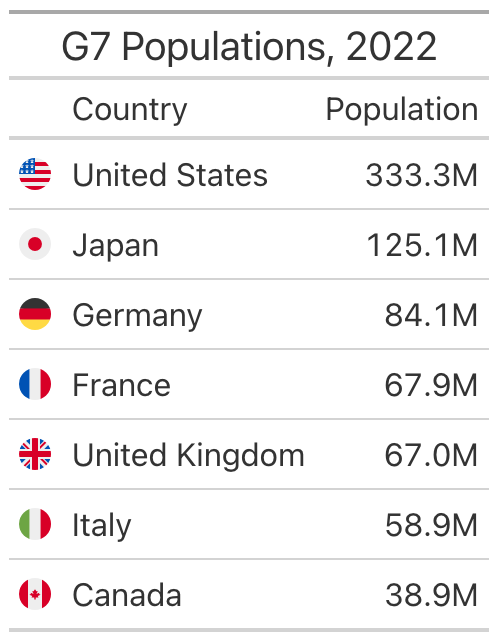 G7 Populations, 2022
Country Population
United States 333.3M
Japan 125.1M
Germany 84.1M
France 67.9M
United Kingdom 67.0M
Italy 58.9M
Canada 38.9M